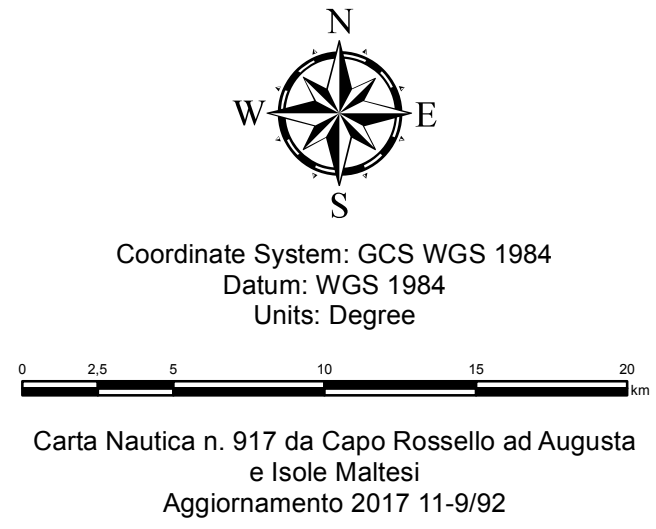 N
W E
S
Coordinate System: GCS WGS 1984
Datum: WGS 1984
Units: Degree
0 2,5 5 10 15 20
km
Carta Nautica n. 917 da Capo Rossello ad Augusta
e Isole Maltesi
Aggiornamento 2017 11-9/92